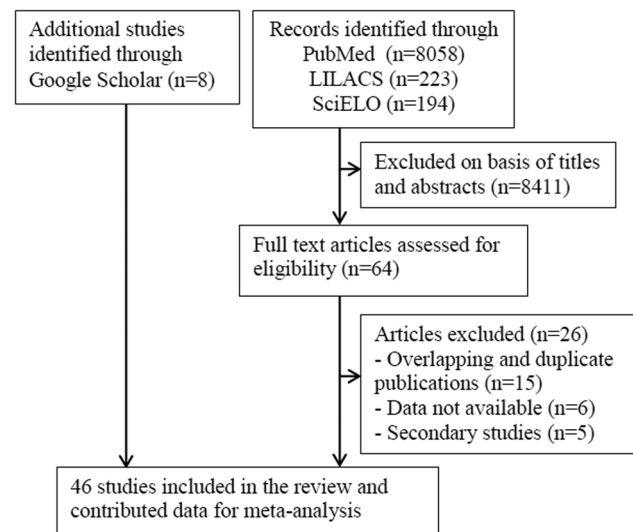 Additional studies
identified through
Google Scholar (n=8)
Records identified through
PubMed (n=8058)
LILACS (n=223)
SciELO (n=194)
Excluded on basis of titles
and abstracts (n=8411)
Full text articles assessed for
eligibility (n=64)
Articles excluded (n=26)
- Overlapping and duplicate
publications (n=15)
- Data not available (n=6)
- Secondary studies (n=5)
46 studies included in the review and
contributed data for meta-analysis